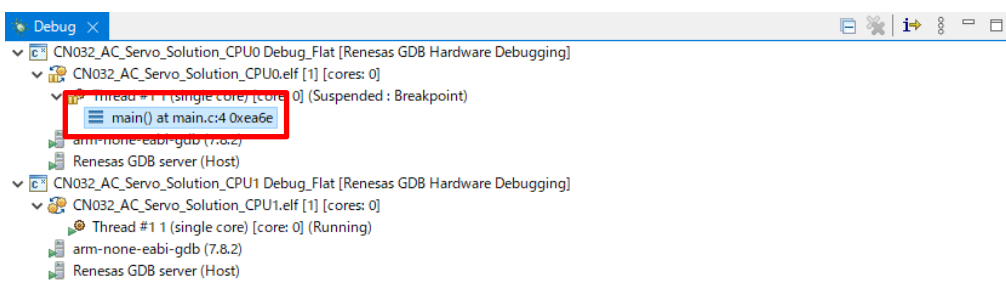 Debug
CN032_AC_Servo_Solution_CPU0 Debug_Flat [Renesas GDB Hardware Debugging]
CN032_AC_Servo_Solution_CPU0.elf [1] [cores: 0]
Thread #1 1 (single core) [core: 0] (Suspended : Breakpoint)
main() at main.c:4 0xea6e
arm-none-eabi-gdb (7.8.2)
Renesas GDB server (Host)
CN032_AC_Servo_Solution_CPU1 Debug_Flat [Renesas GDB Hardware Debugging]
CN032_AC_Servo_Solution_CPU1.elf [1] [cores: 0]
Thread #1 1 (single core) [core: 0] (Running)
arm-none-eabi-gdb (7.8.2)
Renesas GDB server (Host)